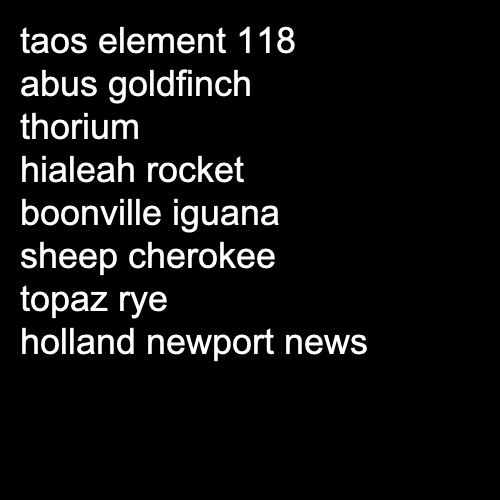 taos element 118
abus goldfinch
thorium
hialeah rocket
boonville iguana
sheep cherokee
topaz rye
holland newport news